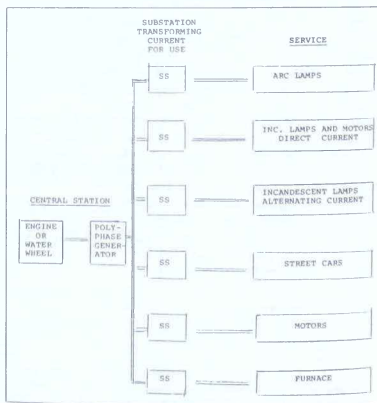 SUBSTATION
TRANSFORMING
CURRENT
FOR USE
SERVICE
SS
ARC LAMPS
SS
INC. LAMPS AND MOTORS
DIRECT CURRENT
CENTRAL STATION
SS
INCANDESCENT LAMPS
ALTERNATING CURRENT
ENGINE
OR
WATER
WHEEL
POLY-
PHASE
GENER-
ATOR
SS
STREET CARS
SS
MOTORS
SS
FURNACE